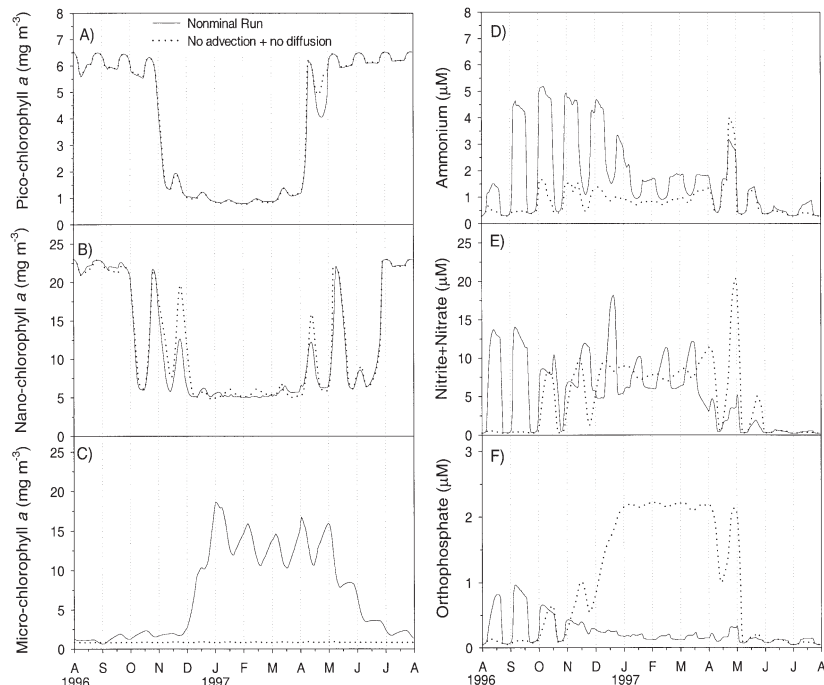 A)
Nonminal Run
No advection + no diffusion
Pico-chlorophyll a (mg m-3)
8
7
6
5
4
3
2
1
0
B)
Nano-chlorophyll a (mg m-3)
25
20
15
10
5
0
C)
Micro-chlorophyll a (mg m-3)
25
20
15
10
5
0
A S O N D J F M A M J J A
1996 1997
D)
Ammonium (µM)
8
7
6
5
4
3
2
1
0
E)
Nitrite+Nitrate (µM)
25
20
15
10
5
0
F)
Orthophosphate (µM)
3
2
1
0
A S O N D J F M A M J J A
1996 1997